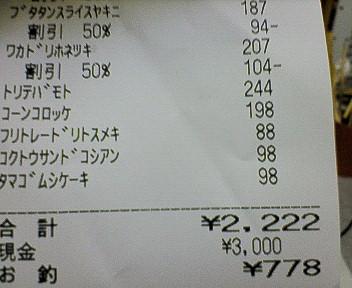 ブタタンスライスヤキニ 187
割引 50% 94-
ワカドリホネツキ 207
割引 50% 104-
トリテバモト 244
コーンコロッケ 198
フリトレードリトスメキ 88
コクトウサンドコシアン 98
タマゴムシケーキ 98
合 計 ¥2,222
現金 ¥3,000
お 釣 ¥778